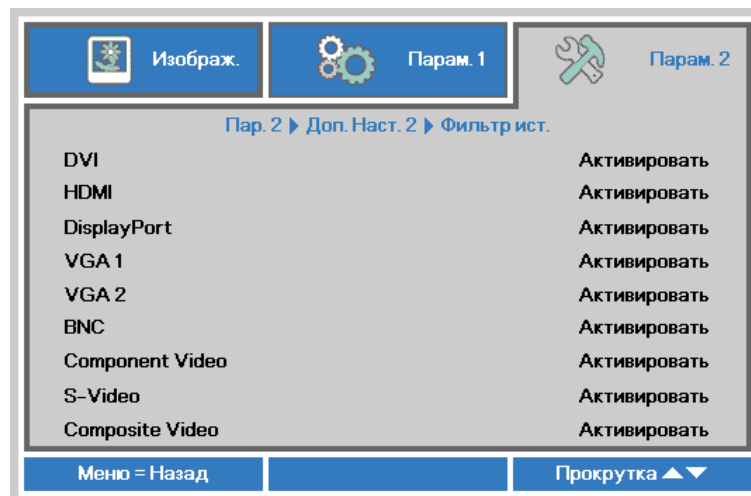 Изображ. Парам. 1 Парам. 2
Пар. 2 Доп. Наст. 2 Фильтр ист.
DVI Активировать
HDMI Активировать
DisplayPort Активировать
VGA 1 Активировать
VGA 2 Активировать
BNC Активировать
Component Video Активировать
S-Video Активировать
Composite Video Активировать
Меню = Назад Прокрутка